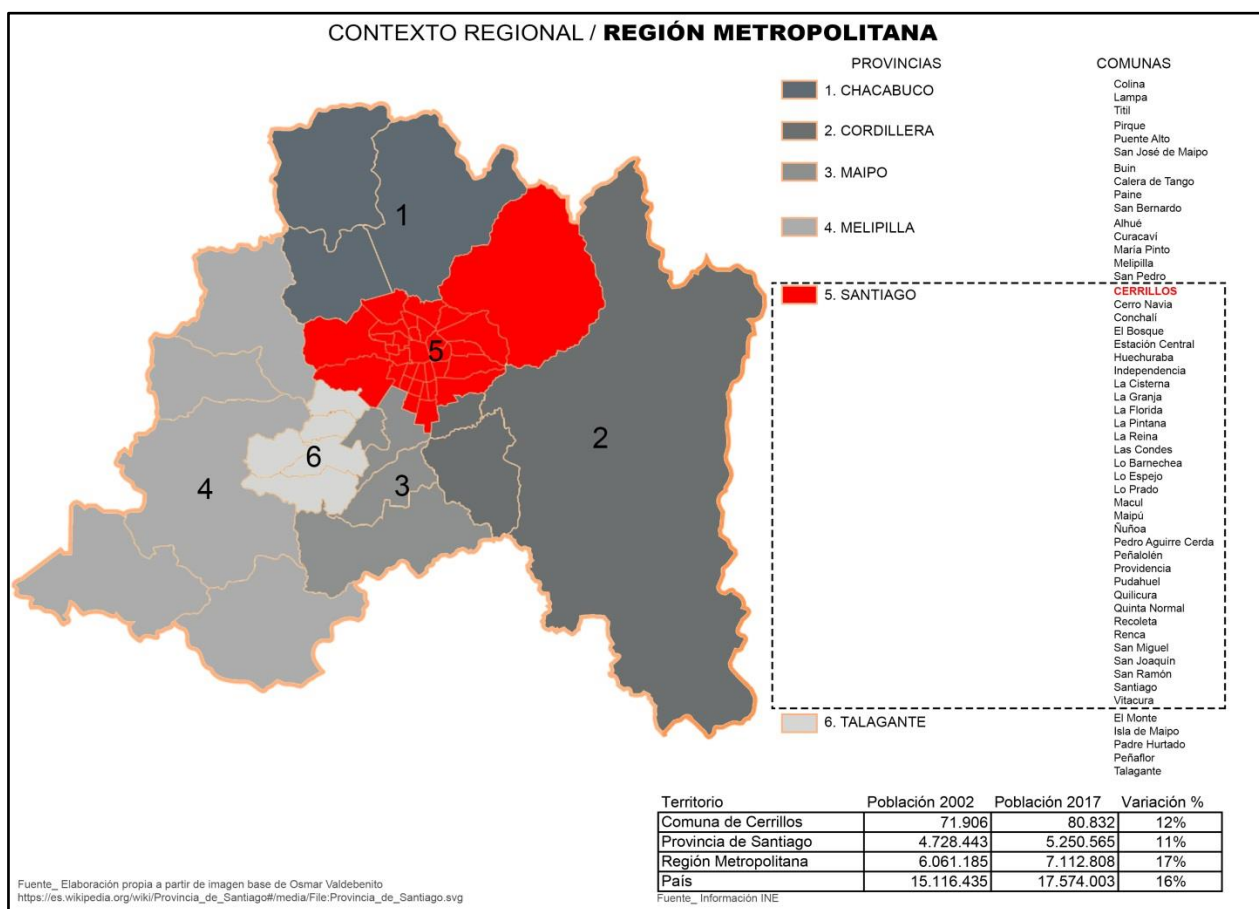 CONTEXTO REGIONAL / REGIÓN METROPOLITANA
PROVINCIAS
COMUNAS
1. CHACABUCO
Colina
Lampa
Titil
2. CORDILLERA
Pirque
Puente Alto
San José de Maipo
3. MAIPO
Buin
Calera de Tango
Paine
San Bernardo
4. MELIPILLA
Alhué
Curacaví
María Pinto
Melipilla
San Pedro
5. SANTIAGO
CERRILLOS
Cerro Navia
Conchalí
El Bosque
Estación Central
Huechuraba
Independencia
La Cisterna
La Granja
La Florida
La Pintana
La Reina
Las Condes
Lo Barnechea
Lo Espejo
Lo Prado
Macul
Maipú
Ñuñoa
Pedro Aguirre Cerda
Peñalolén
Providencia
Pudahuel
Quilicura
Quinta Normal
Recoleta
Renca
San Miguel
San Joaquín
San Ramón
Santiago
Vitacura
6. TALAGANTE
El Monte
Isla de Maipo
Padre Hurtado
Peñaflor
Talagante
1
5
2
6
4
3
Territorio Población 2002 Población 2017 Variación %
Comuna de Cerrillos 71.906 80.832 12%
Provincia de Santiago 4.728.443 5.250.565 11%
Región Metropolitana 6.061.185 7.112.808 17%
País 15.116.435 17.574.003 16%
Fuente_ Información INE
Fuente_ Elaboración propia a partir de imagen base de Osmar Valdebenito
https://es.wikipedia.org/wiki/Provincia_de_Santiago#/media/File:Provincia_de_Santiago.svg